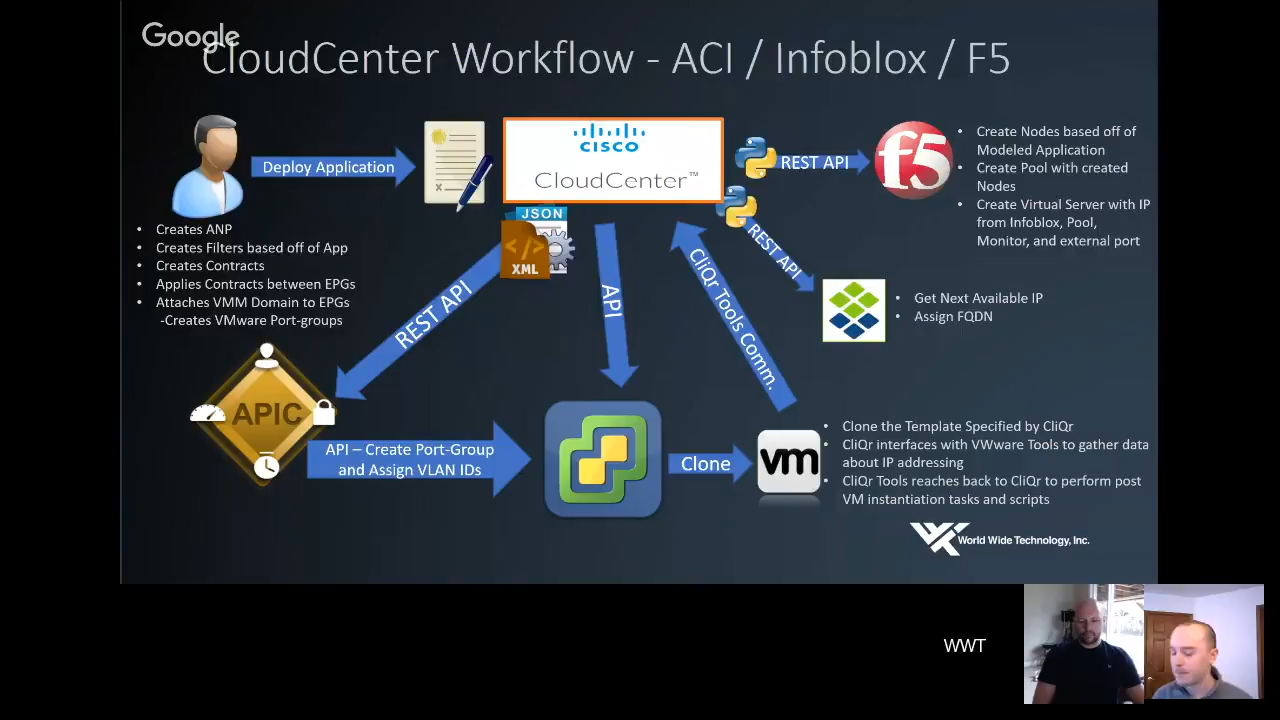 Google
CloudCenter Workflow - ACI / Infoblox / F5
Deploy Application
CISCO
CloudCenter™
REST API
f5
• Create Nodes based off of
Modeled Application
• Create Pool with created
Nodes
• Create Virtual Server with IP
from Infoblox, Pool,
Monitor, and external port
• Creates ANP
• Creates Filters based off of App
• Creates Contracts
• Applies Contracts between EPGs
• Attaches VMM Domain to EPGs
-Creates VMware Port-groups
JSON
</>
XML
REST API
API
CliQr Tools Comm.
REST API
• Get Next Available IP
• Assign FQDN
APIC
API – Create Port-Group
and Assign VLAN IDs
Clone
vm
• Clone the Template Specified by CliQr
• CliQr interfaces with VWware Tools to gather data
about IP addressing
• CliQr Tools reaches back to CliQr to perform post
VM instantiation tasks and scripts
World Wide Technology, Inc.
WWT